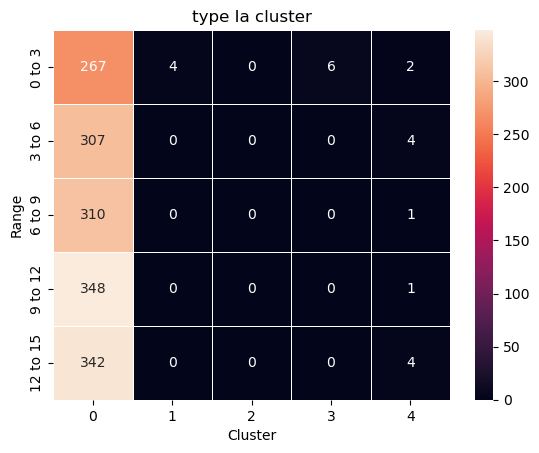 type Ia cluster
0 to 3 267 4 0 6 2
3 to 6 307 0 0 0 4
6 to 9 310 0 0 0 1
9 to 12 348 0 0 0 1
12 to 15 342 0 0 0 4
Range
0 1 2 3 4
Cluster
300
250
200
150
100
50
0